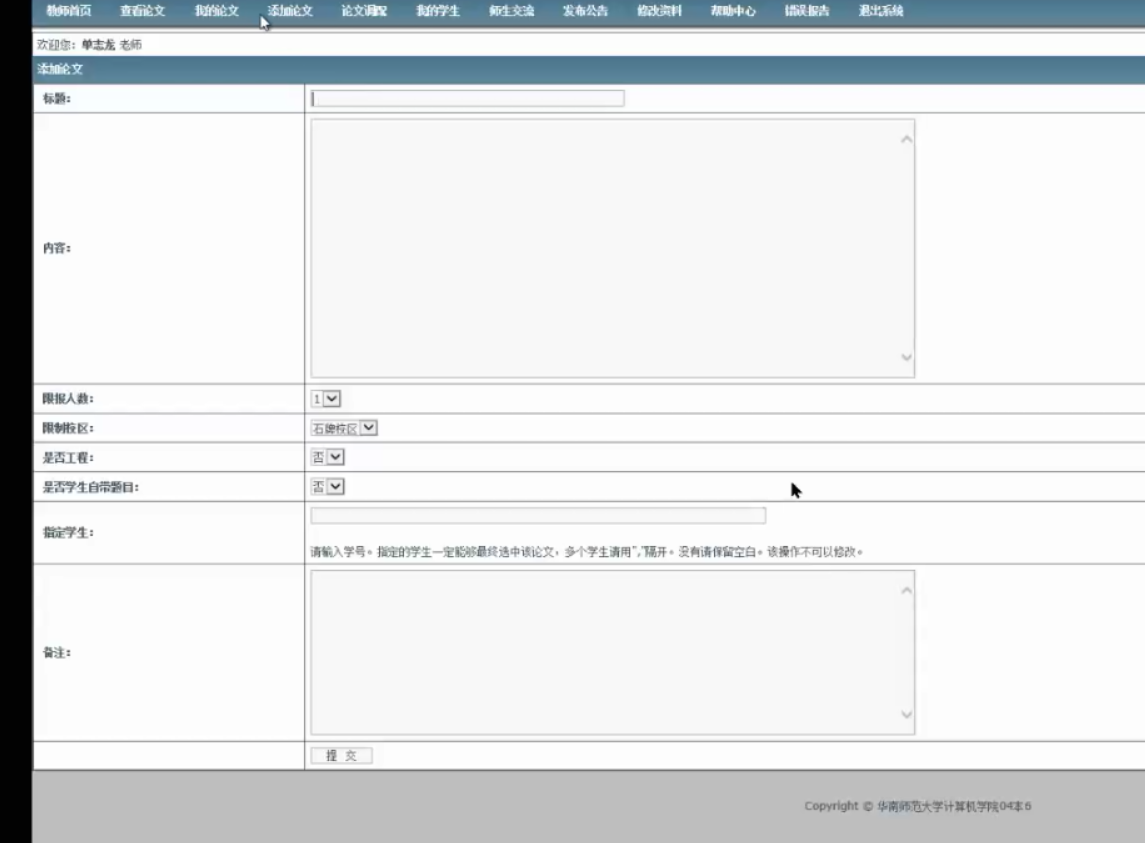 教师首页 查看论文 我的论文 添加论文 论文调配 我的学生 师生交流 发布公告 修改资料 帮助中心 错误报告 退出系统
欢迎您：单志龙 老师
添加论文
标题：
内容：
限报人数： 1
限制校区： 石牌校区
是否工程： 否
是否学生自带题目： 否
指定学生：
请输入学号。指定的学生一定能够最终选中该论文，多个学生请用","隔开。没有请保留空白。该操作不可以修改。
备注：
提 交
Copyright © 华南师范大学计算机学院04本6